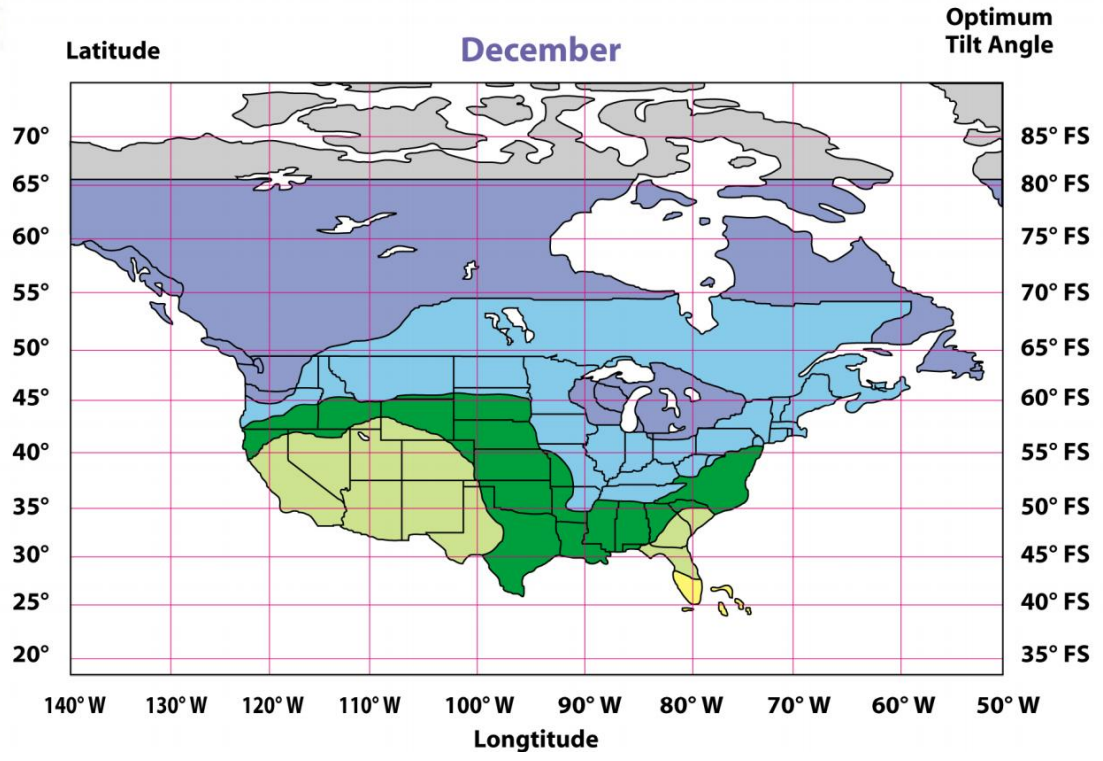 Optimum
Latitude December Tilt Angle
70° 85° FS
65° 80° FS
60° 75° FS
55° 70° FS
50° 65° FS
45° 60° FS
40° 55° FS
35° 50° FS
30° 45° FS
25° 40° FS
20° 35° FS
140° W 130° W 120° W 110° W 100° W 90° W 80° W 70° W 60° W 50° W
Longtitude